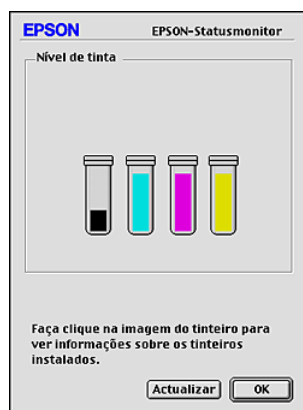 EPSON EPSON-Statusmonitor
Nível de tinta
Faça clique na imagem do tinteiro para
ver informações sobre os tinteiros
instalados.
Actualizar OK